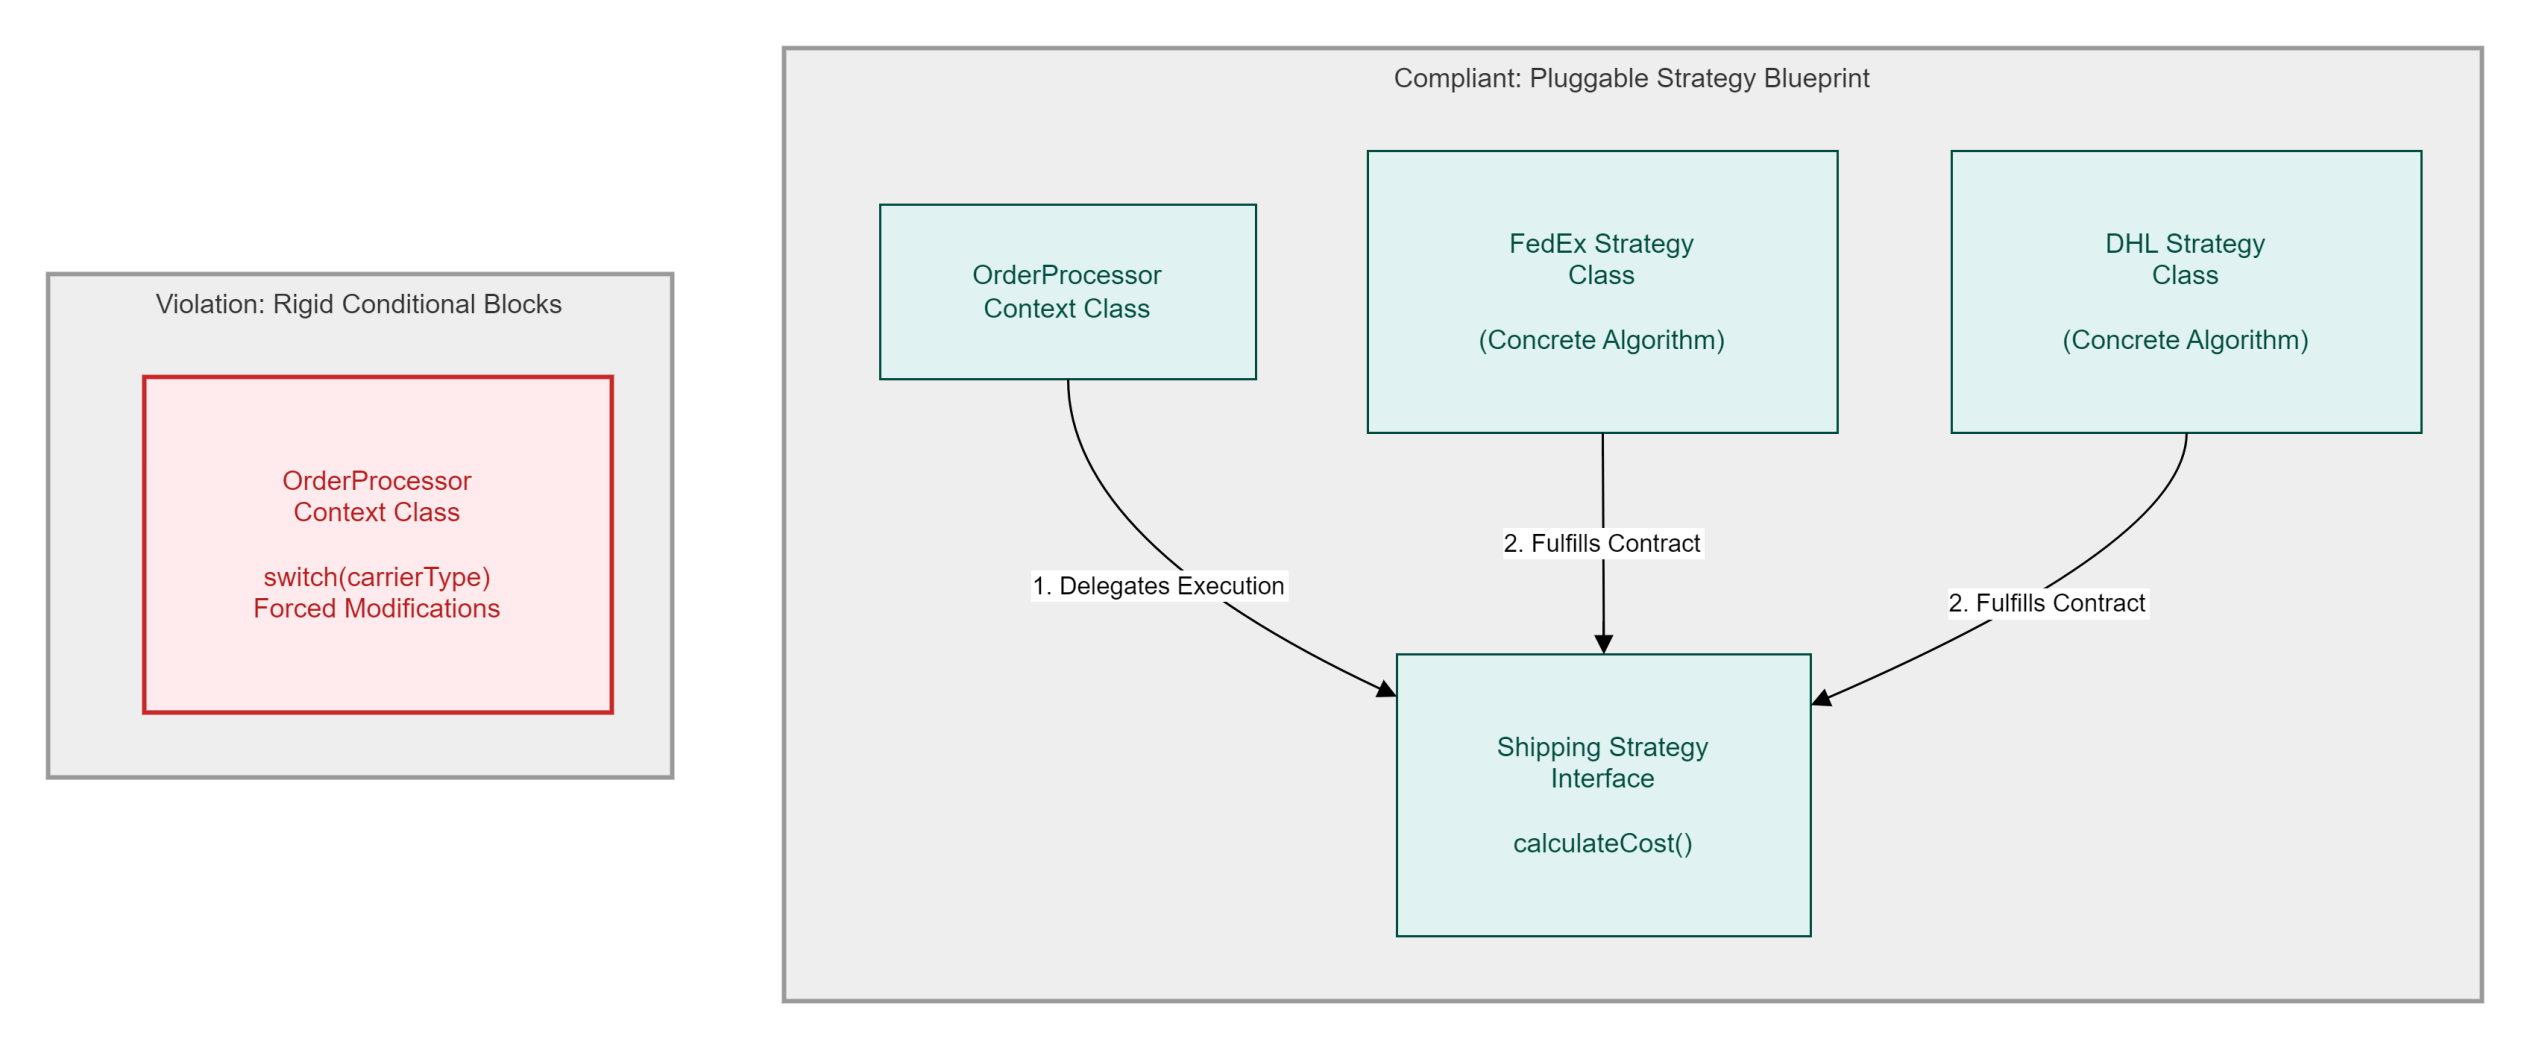 Violation: Rigid Conditional Blocks
OrderProcessor
Context Class
switch(carrierType)
Forced Modifications
Compliant: Pluggable Strategy Blueprint
OrderProcessor
Context Class
FedEx Strategy
Class
(Concrete Algorithm)
DHL Strategy
Class
(Concrete Algorithm)
1. Delegates Execution
2. Fulfills Contract
2. Fulfills Contract
Shipping Strategy
Interface
calculateCost()